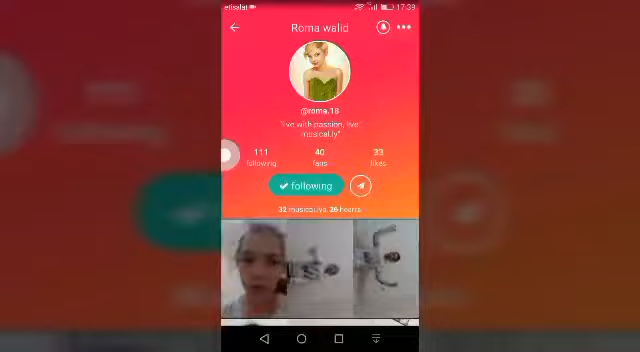 etisalat 17:39
Roma walid
@roma.18
"live with passion, live
musical.ly"
111 40 33
following fans likes
following
32 musical.lys, 36 hearts